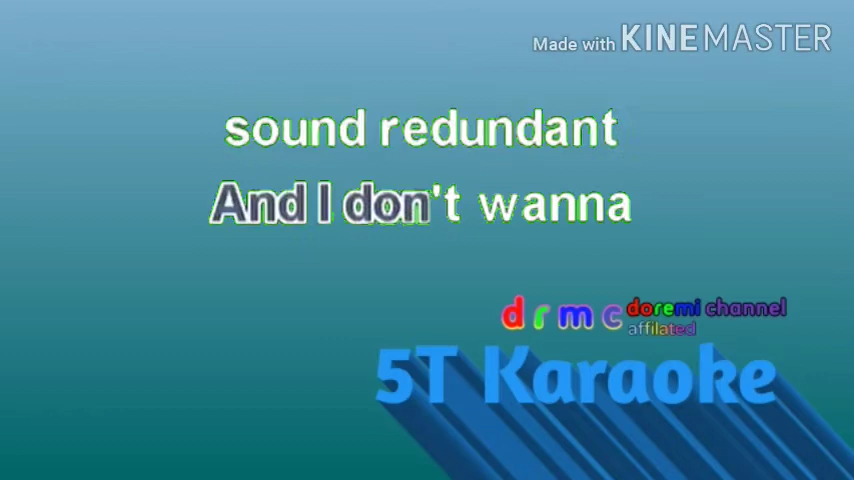 Made with KINEMASTER
sound redundant
And I don't wanna
d r m c doremi channel
affilated
5T Karaoke